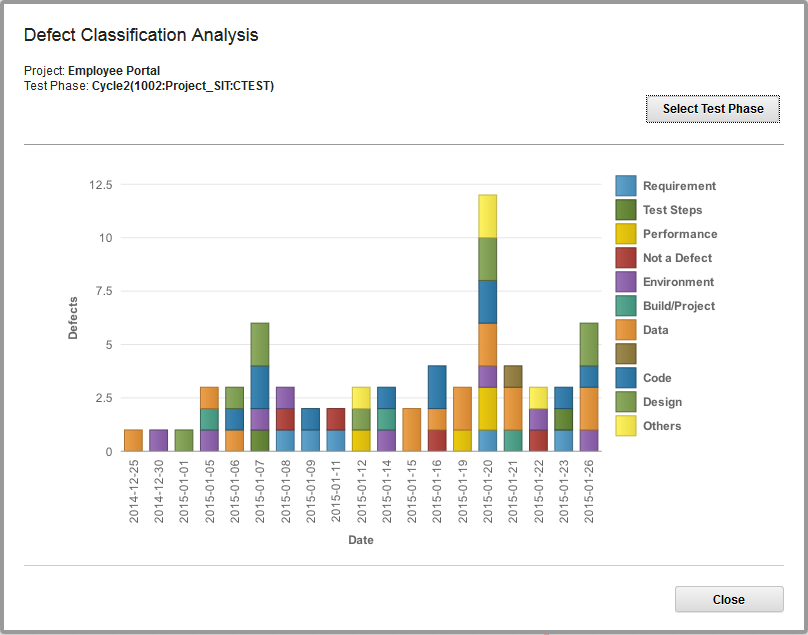 Defect Classification Analysis
Project: Employee Portal
Test Phase: Cycle2(1002:Project_SIT:CTEST)
Select Test Phase
12.5
10
7.5
5
2.5
0
Defects
2014-12-25
2014-12-30
2015-01-01
2015-01-05
2015-01-06
2015-01-07
2015-01-08
2015-01-09
2015-01-11
2015-01-12
2015-01-14
2015-01-15
2015-01-16
2015-01-19
2015-01-20
2015-01-21
2015-01-22
2015-01-23
2015-01-26
Date
Requirement
Test Steps
Performance
Not a Defect
Environment
Build/Project
Data
Code
Design
Others
Close